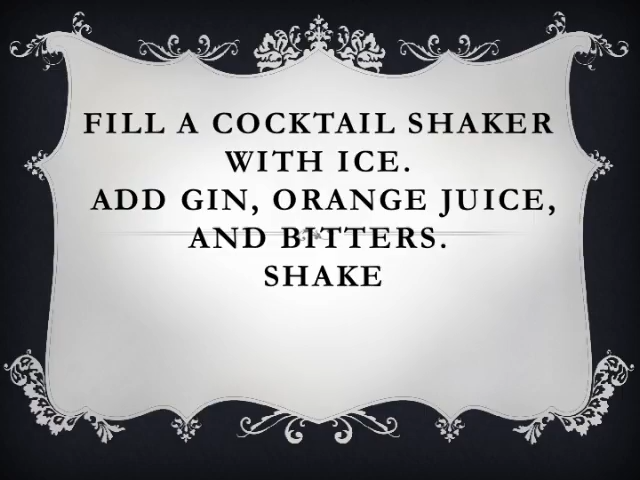 FILL A COCKTAIL SHAKER
WITH ICE.
ADD GIN, ORANGE JUICE,
AND BITTERS.
SHAKE